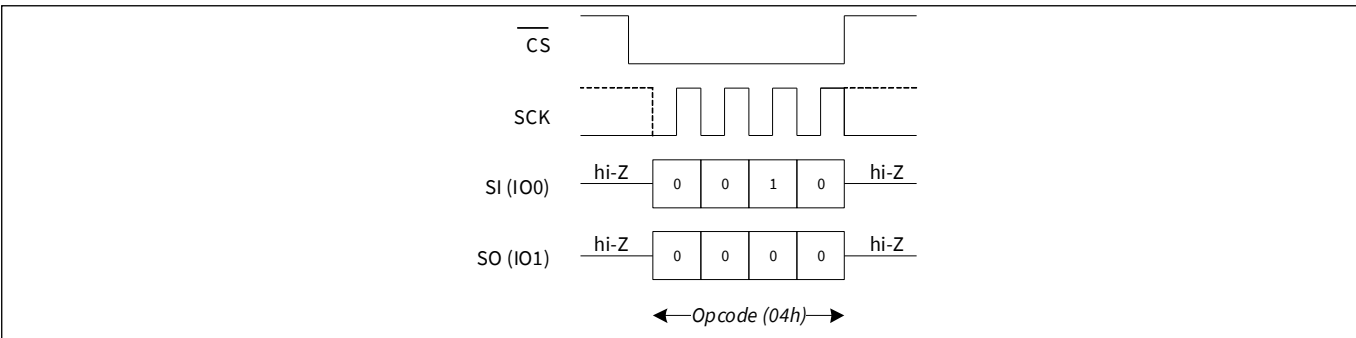 CS
SCK
hi-Z 0 0 1 0 hi-Z
SI (IO0)
hi-Z 0 0 0 0 hi-Z
SO (IO1)
Opcode (04h)